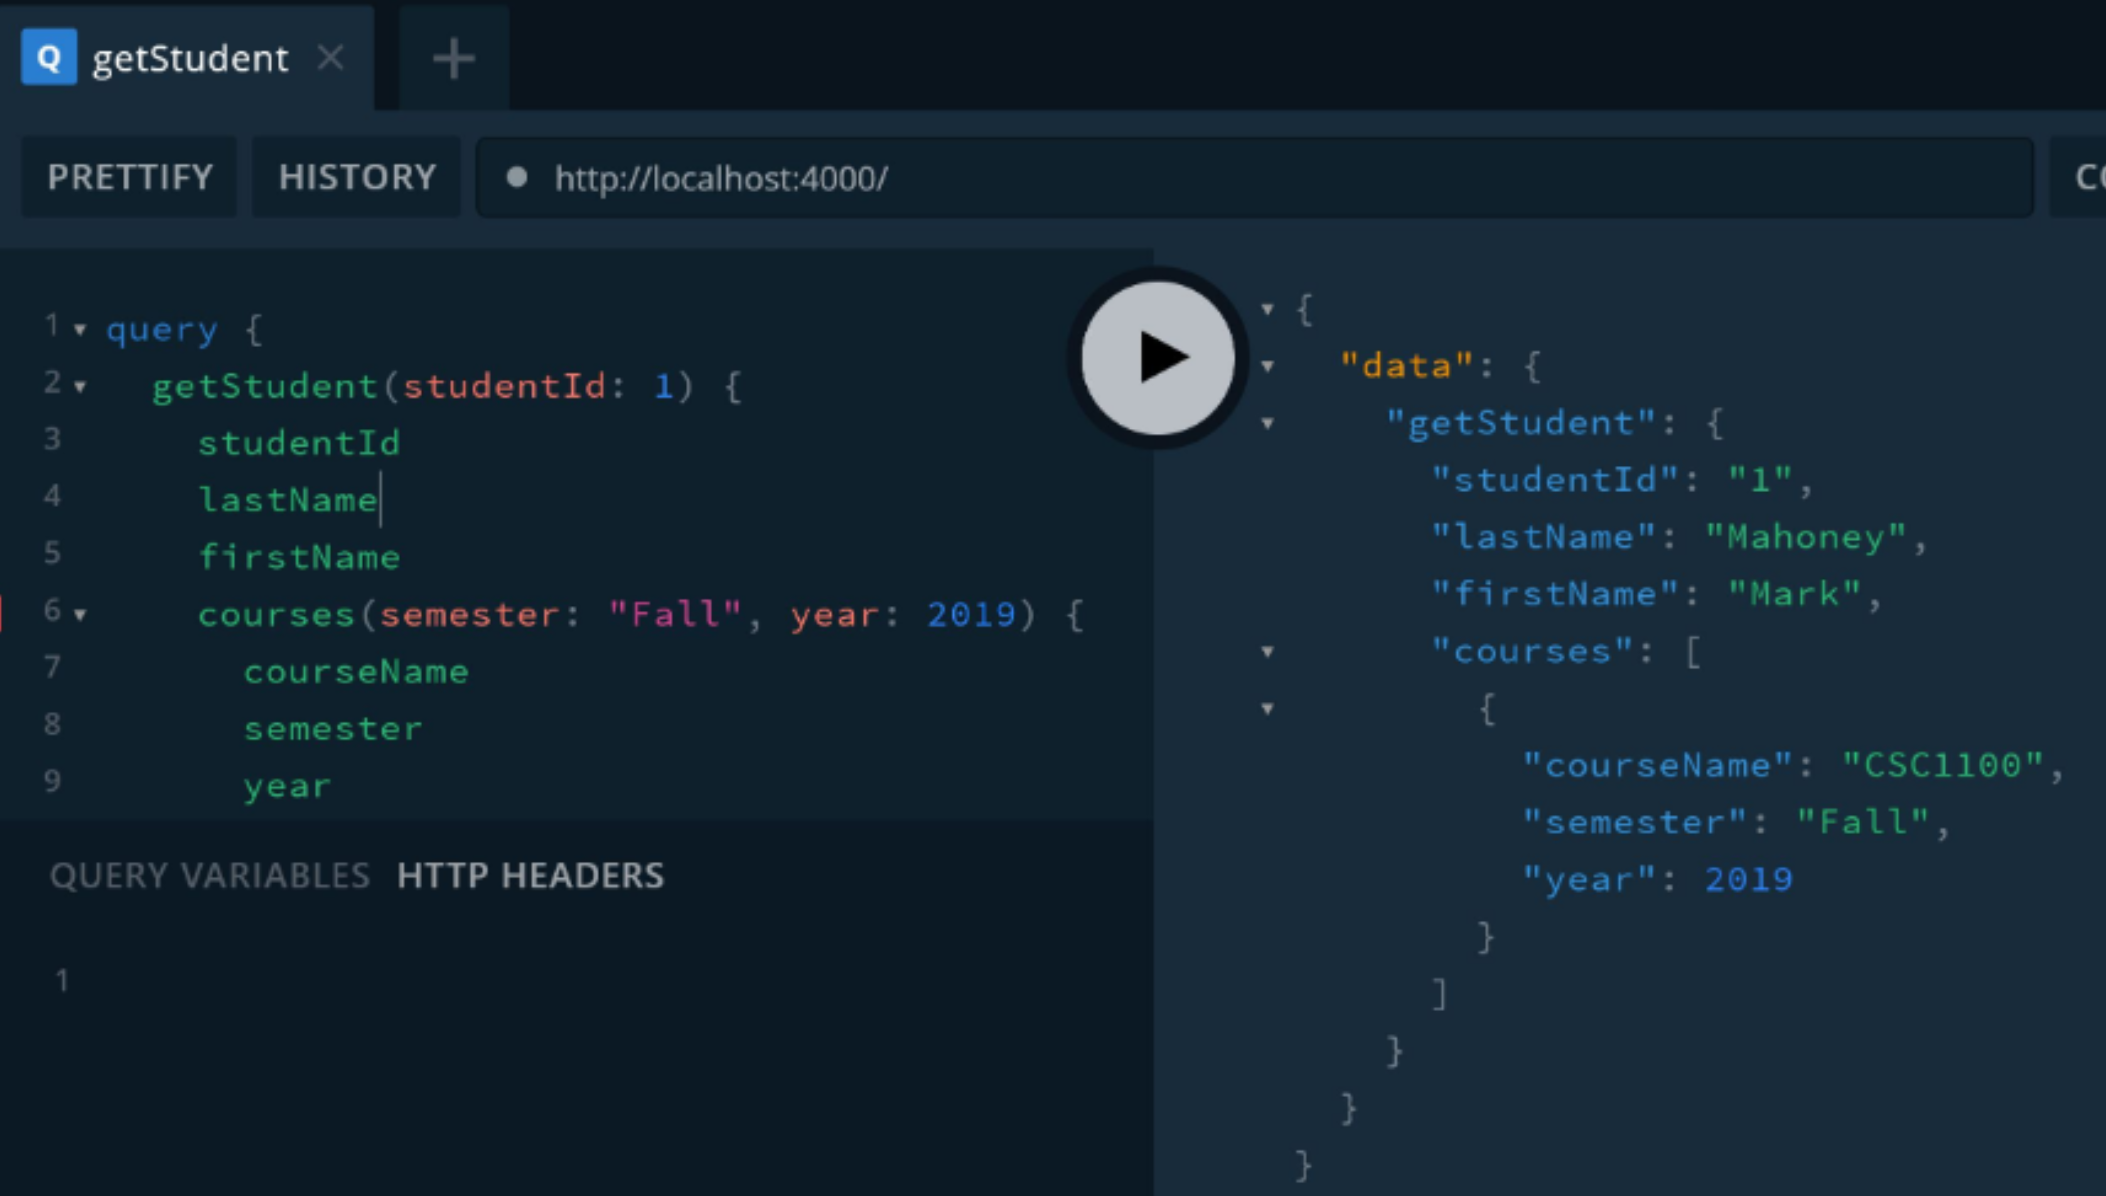 Q getStudent × +
PRETTIFY HISTORY http://localhost:4000/
1 query {
2 getStudent(studentId: 1) {
3 studentId
4 lastName
5 firstName
6 courses(semester: "Fall", year: 2019) {
7 courseName
8 semester
9 year
QUERY VARIABLES HTTP HEADERS
1
{
"data": {
"getStudent": {
"studentId": "1",
"lastName": "Mahoney",
"firstName": "Mark",
"courses": [
{
"courseName": "CSC1100",
"semester": "Fall",
"year": 2019
}
]
}
}
}